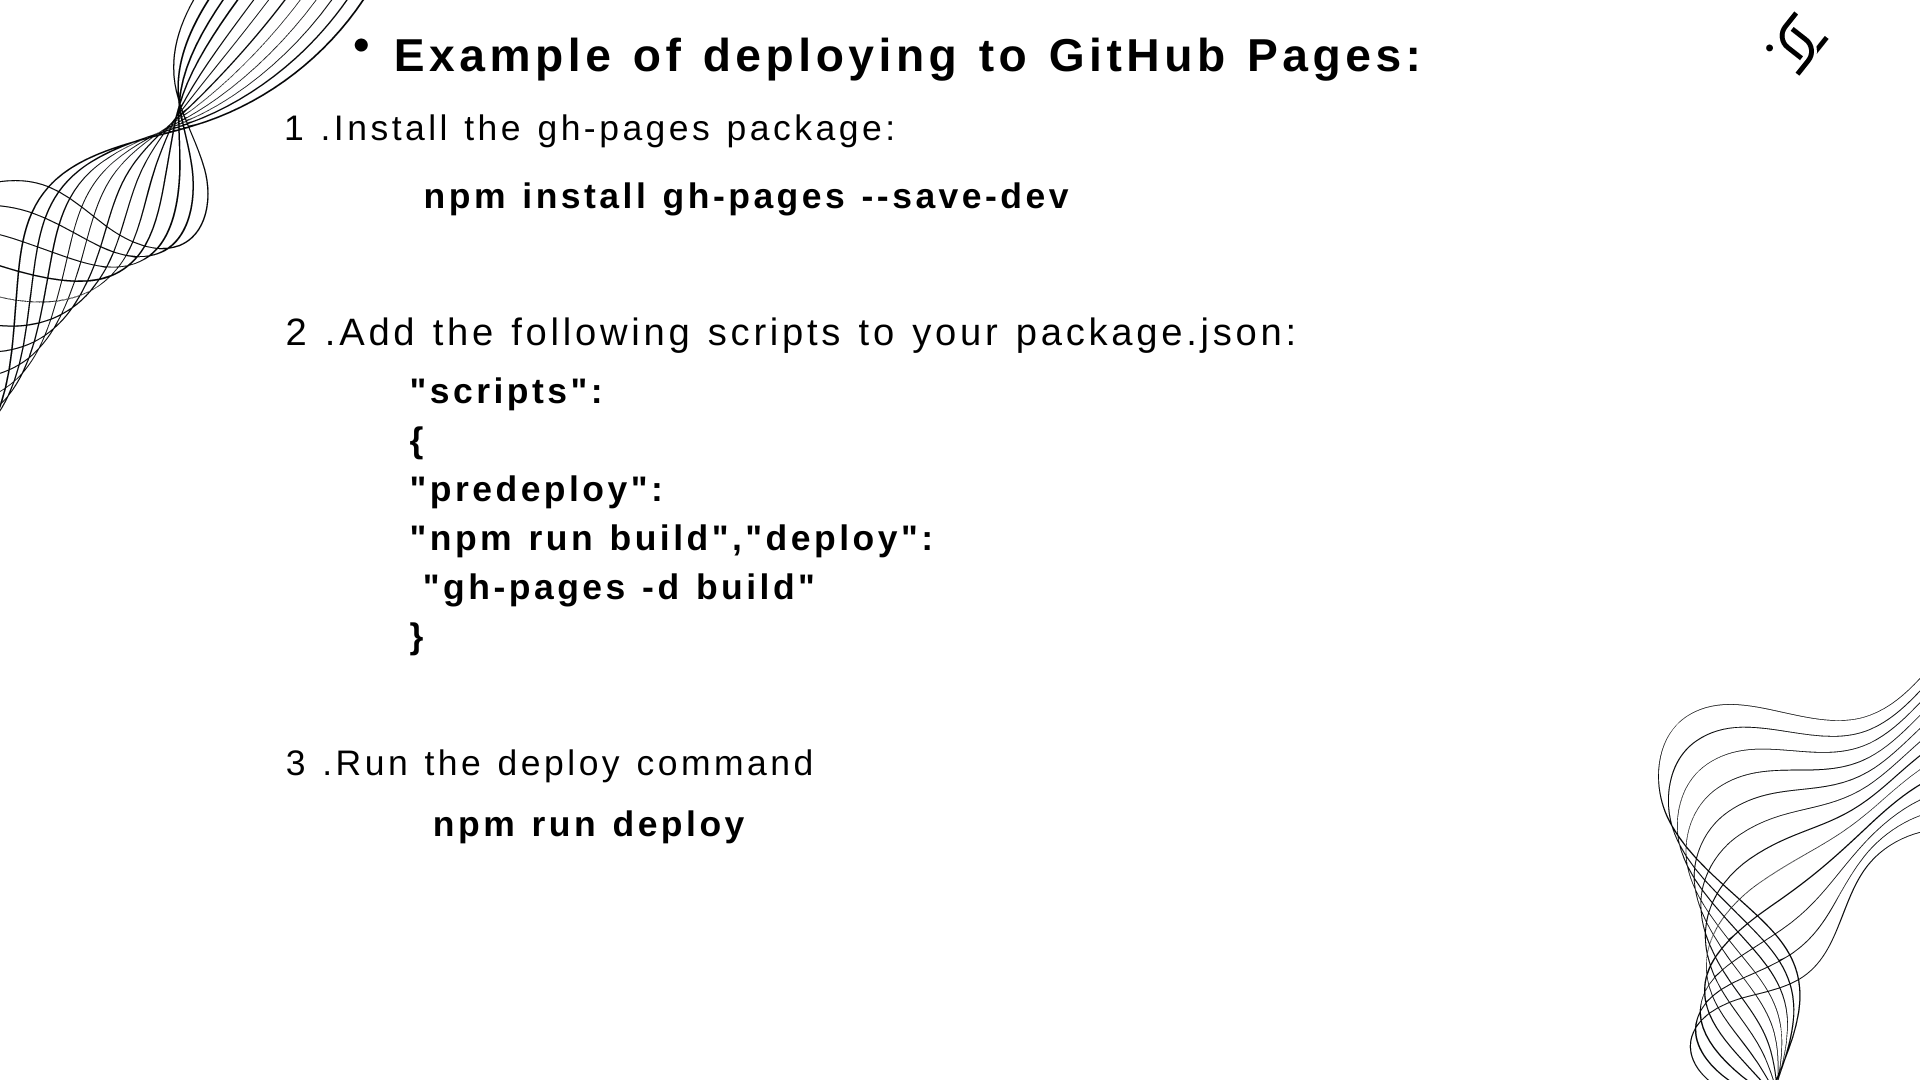 • Example of deploying to GitHub Pages:
1 .Install the gh-pages package:
npm install gh-pages --save-dev
2 .Add the following scripts to your package.json:
"scripts":
{
"predeploy":
"npm run build","deploy":
"gh-pages -d build"
}
3 .Run the deploy command
npm run deploy